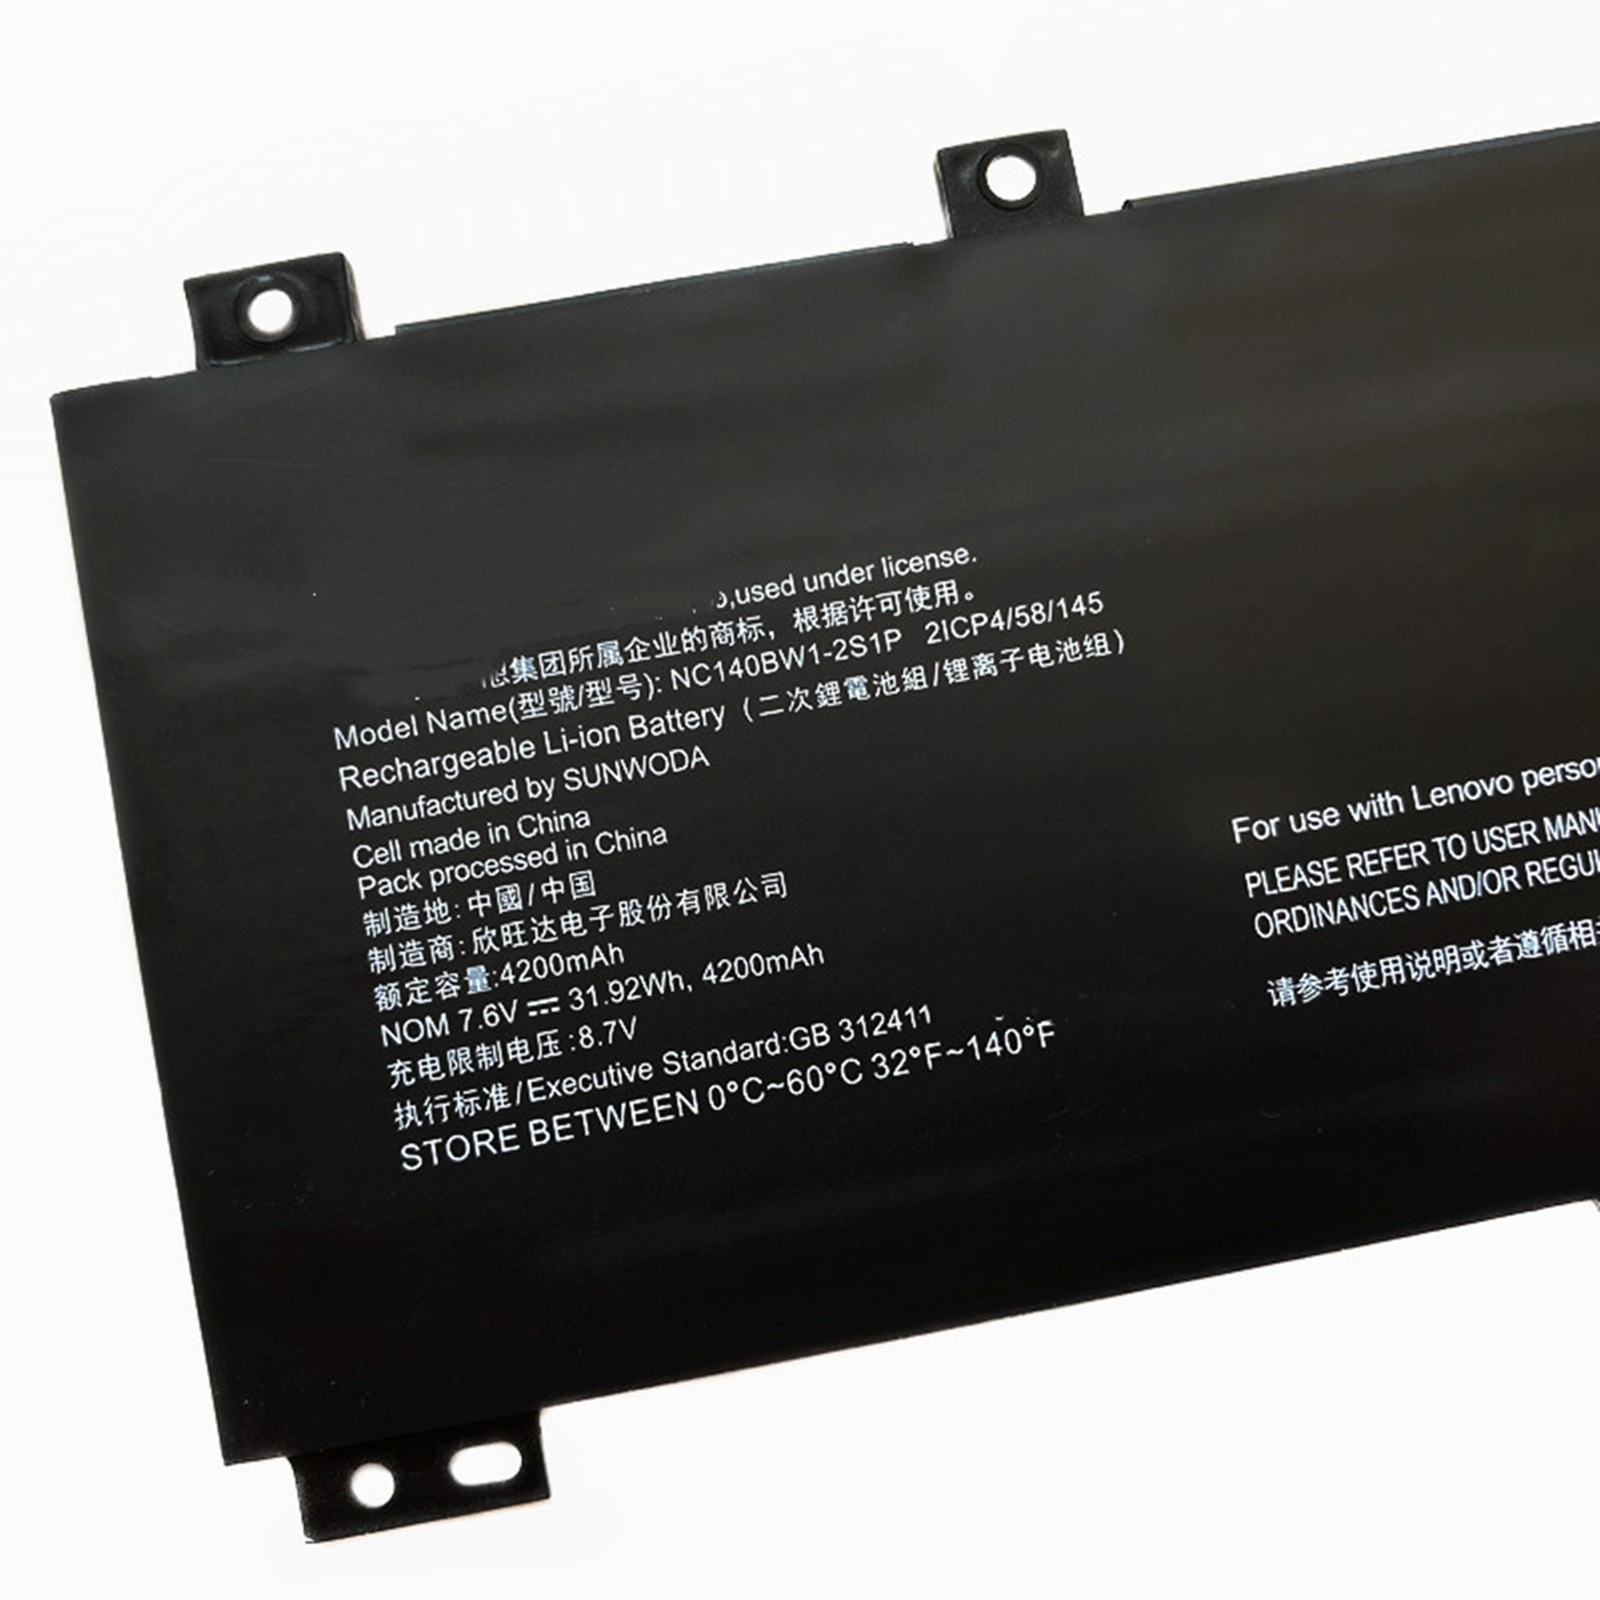 ,used under license.
集团所属企业的商标，根据许可使用。
Model Name(型號/型号): NC140BW1-2S1P 2ICP4/58/145
Rechargeable Li-ion Battery（二次鋰電池組/锂离子电池组）
Manufactured by SUNWODA
Cell made in China
Pack processed in China
制造地:中國/中国
制造商:欣旺达电子股份有限公司
额定容量:4200mAh
NOM 7.6V ⎓ 31.92Wh, 4200mAh
充电限制电压:8.7V
执行标准/Executive Standard:GB 312411
STORE BETWEEN 0°C~60°C 32°F~140°F
For use with Lenovo perso
PLEASE REFER TO USER MANU
ORDINANCES AND/OR REGU
请参考使用说明或者遵循相